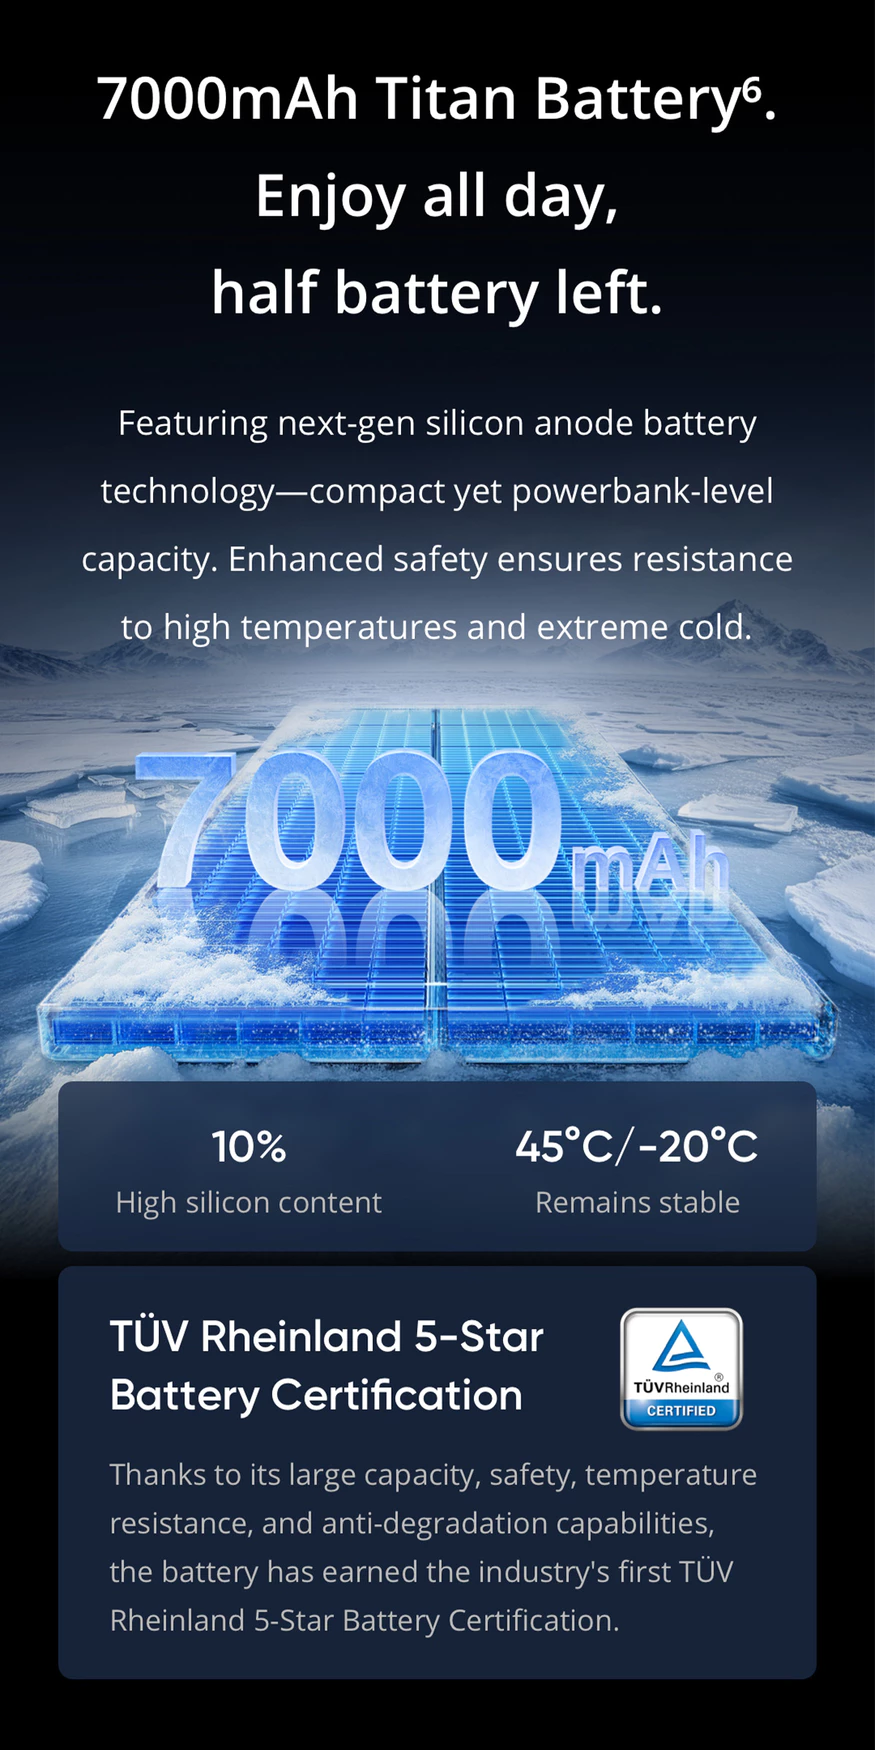 7000mAh Titan Battery⁶.
Enjoy all day,
half battery left.
Featuring next-gen silicon anode battery
technology—compact yet powerbank-level
capacity. Enhanced safety ensures resistance
to high temperatures and extreme cold.
7000mAh
10%
High silicon content
45°C/-20°C
Remains stable
TÜV Rheinland 5-Star
Battery Certification
TÜVRheinland®
CERTIFIED
Thanks to its large capacity, safety, temperature
resistance, and anti-degradation capabilities,
the battery has earned the industry's first TÜV
Rheinland 5-Star Battery Certification.